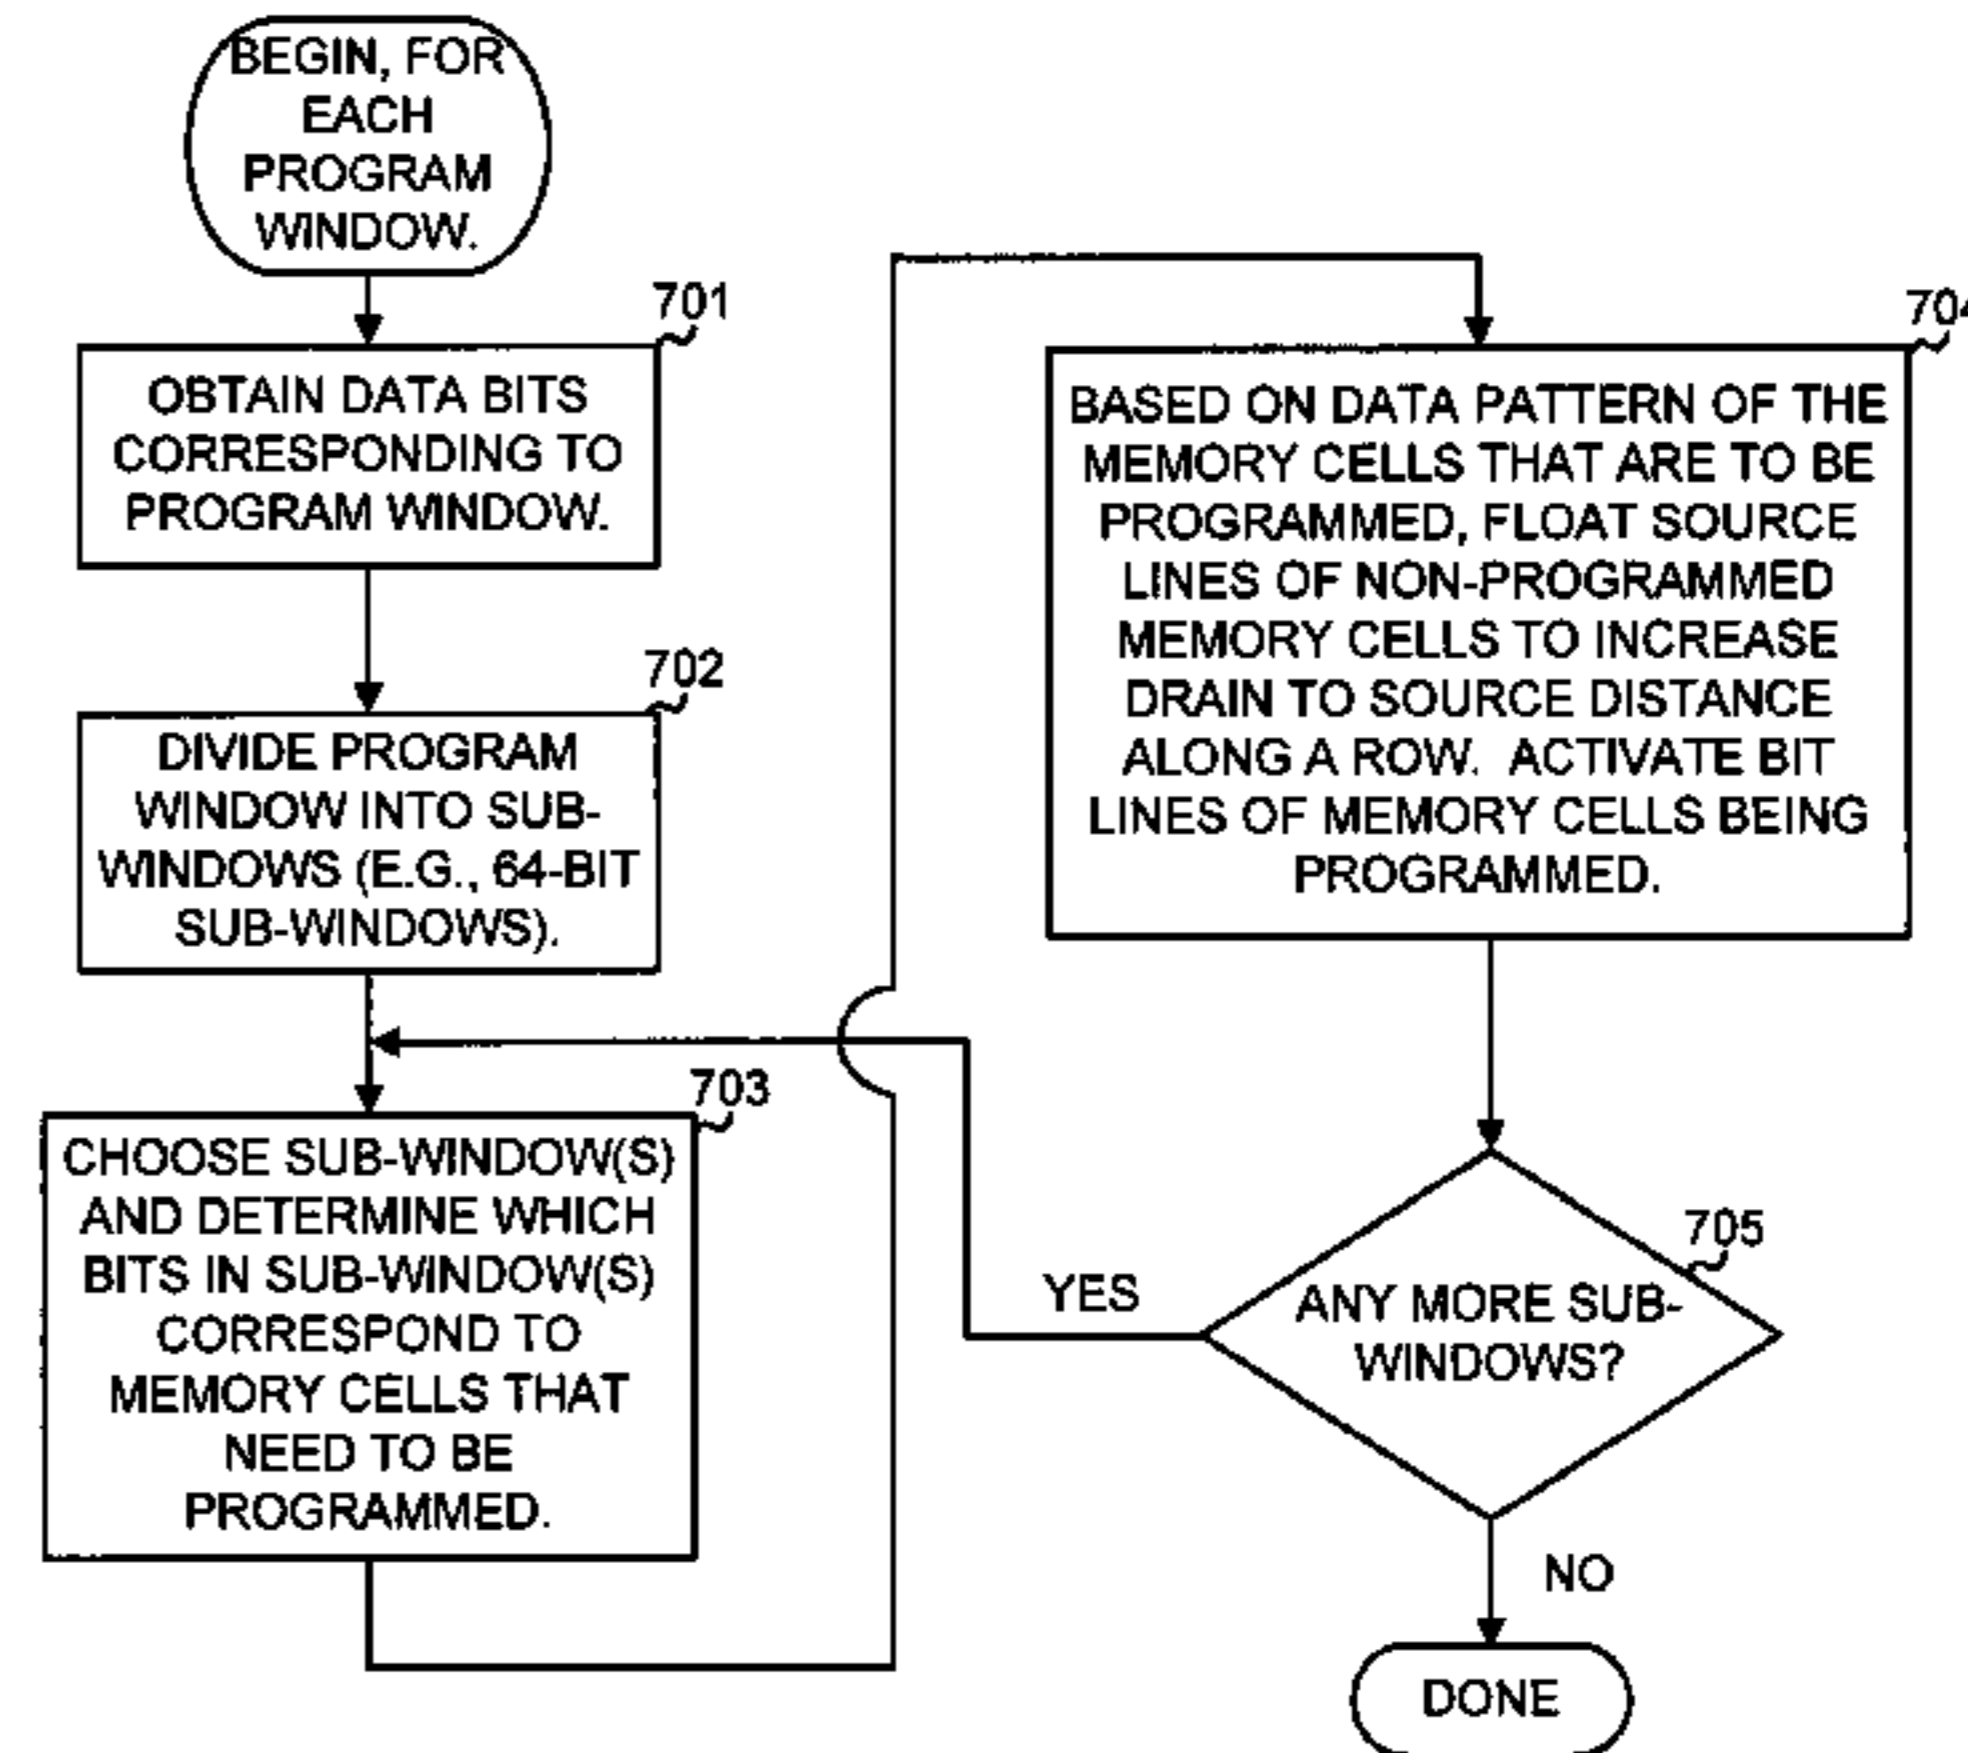 BEGIN, FOR
EACH
PROGRAM
WINDOW.
701
OBTAIN DATA BITS
CORRESPONDING TO
PROGRAM WINDOW.
702
DIVIDE PROGRAM
WINDOW INTO SUB-
WINDOWS (E.G., 64-BIT
SUB-WINDOWS).
703
CHOOSE SUB-WINDOW(S)
AND DETERMINE WHICH
BITS IN SUB-WINDOW(S)
CORRESPOND TO
MEMORY CELLS THAT
NEED TO BE
PROGRAMMED.
704
BASED ON DATA PATTERN OF THE
MEMORY CELLS THAT ARE TO BE
PROGRAMMED, FLOAT SOURCE
LINES OF NON-PROGRAMMED
MEMORY CELLS TO INCREASE
DRAIN TO SOURCE DISTANCE
ALONG A ROW. ACTIVATE BIT
LINES OF MEMORY CELLS BEING
PROGRAMMED.
705
ANY MORE SUB-
WINDOWS?
YES
NO
DONE